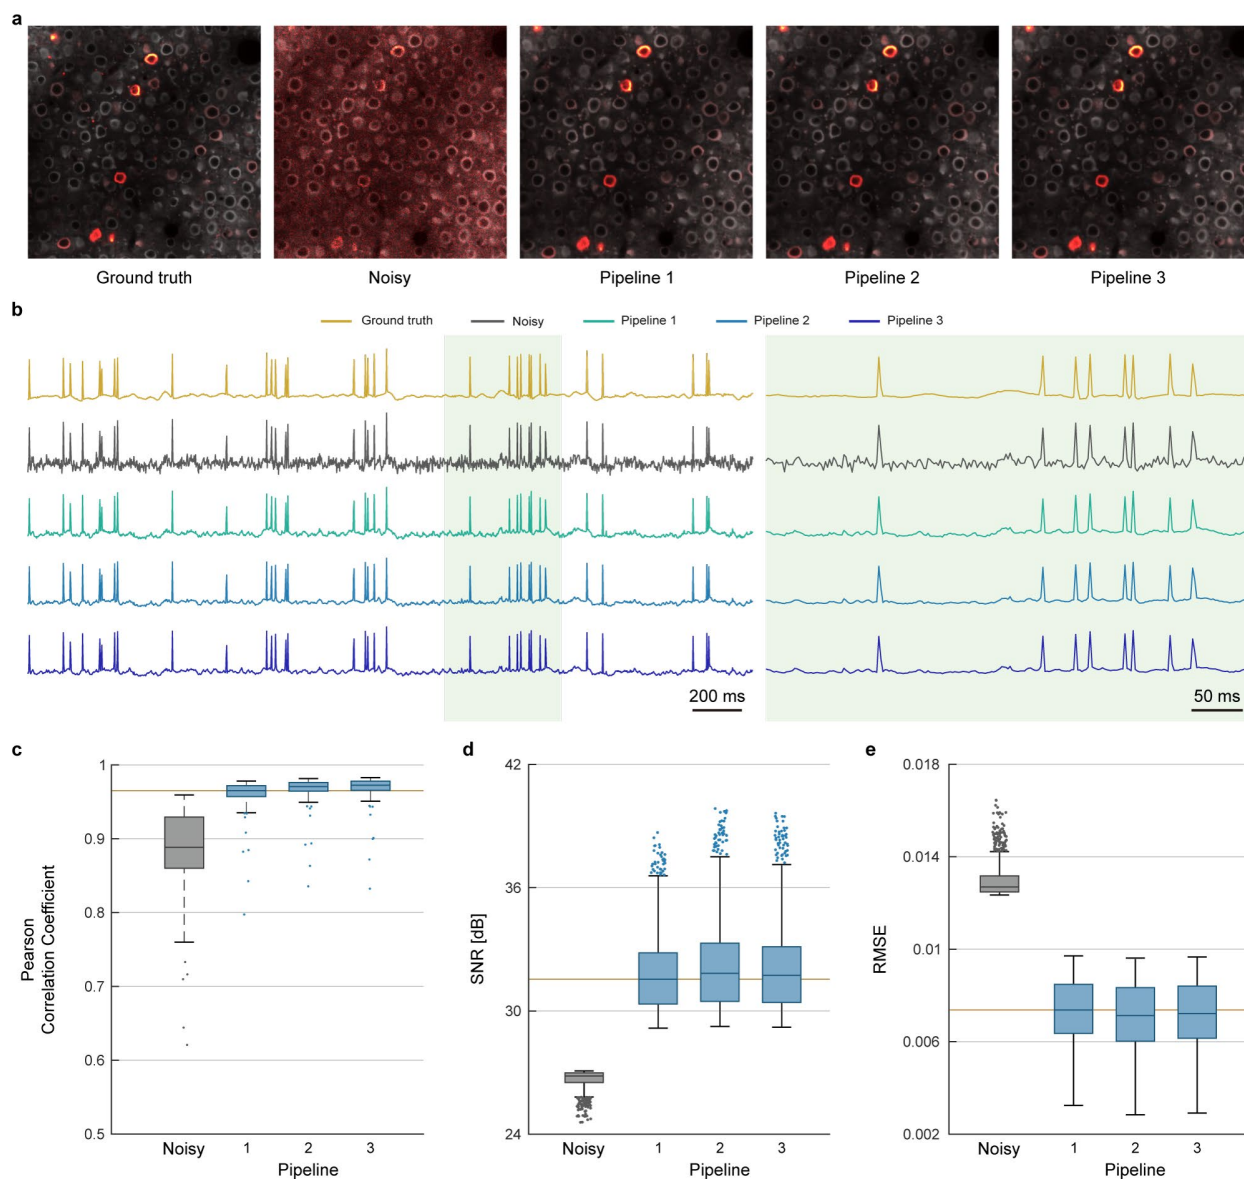 a
Ground truth
Noisy
Pipeline 1
Pipeline 2
Pipeline 3
b
Ground truth
Noisy
Pipeline 1
Pipeline 2
Pipeline 3
200 ms
50 ms
c
1
0.9
0.8
0.7
0.6
0.5
Pearson
Correlation Coefficient
Noisy
1
2
3
Pipeline
d
42
36
30
24
SNR [dB]
Noisy
1
2
3
Pipeline
e
0.018
0.014
0.01
0.006
0.002
RMSE
Noisy
1
2
3
Pipeline